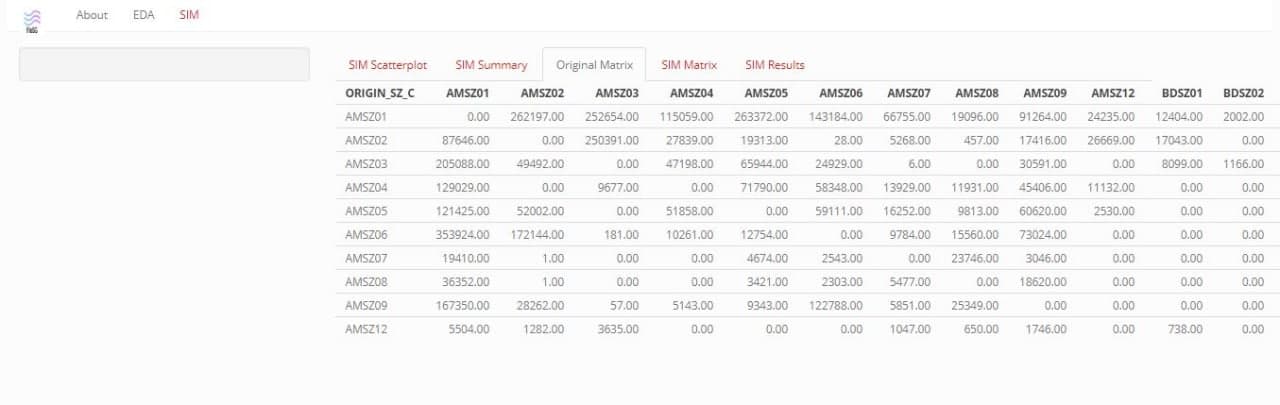 About EDA SIM
SIM Scatterplot SIM Summary Original Matrix SIM Matrix SIM Results
ORIGIN_SZ_C AMSZ01 AMSZ02 AMSZ03 AMSZ04 AMSZ05 AMSZ06 AMSZ07 AMSZ08 AMSZ09 AMSZ12 BDSZ01 BDSZ02
AMSZ01 0.00 262197.00 252654.00 115059.00 263372.00 143184.00 66755.00 19096.00 91264.00 24235.00 12404.00 2002.00
AMSZ02 87646.00 0.00 250391.00 27839.00 19313.00 28.00 5268.00 457.00 17416.00 26669.00 17043.00 0.00
AMSZ03 205088.00 49492.00 0.00 47198.00 65944.00 24929.00 6.00 0.00 30591.00 0.00 8099.00 1166.00
AMSZ04 129029.00 0.00 9677.00 0.00 71790.00 58348.00 13929.00 11931.00 45406.00 11132.00 0.00 0.00
AMSZ05 121425.00 52002.00 0.00 51858.00 0.00 59111.00 16252.00 9813.00 60620.00 2530.00 0.00 0.00
AMSZ06 353924.00 172144.00 181.00 10261.00 12754.00 0.00 9784.00 15560.00 73024.00 0.00 0.00 0.00
AMSZ07 19410.00 1.00 0.00 0.00 4674.00 2543.00 0.00 23746.00 3046.00 0.00 0.00 0.00
AMSZ08 36352.00 1.00 0.00 0.00 3421.00 2303.00 5477.00 0.00 18620.00 0.00 0.00 0.00
AMSZ09 167350.00 28262.00 57.00 5143.00 9343.00 122788.00 5851.00 25349.00 0.00 0.00 0.00 0.00
AMSZ12 5504.00 1282.00 3635.00 0.00 0.00 0.00 1047.00 650.00 1746.00 0.00 738.00 0.00